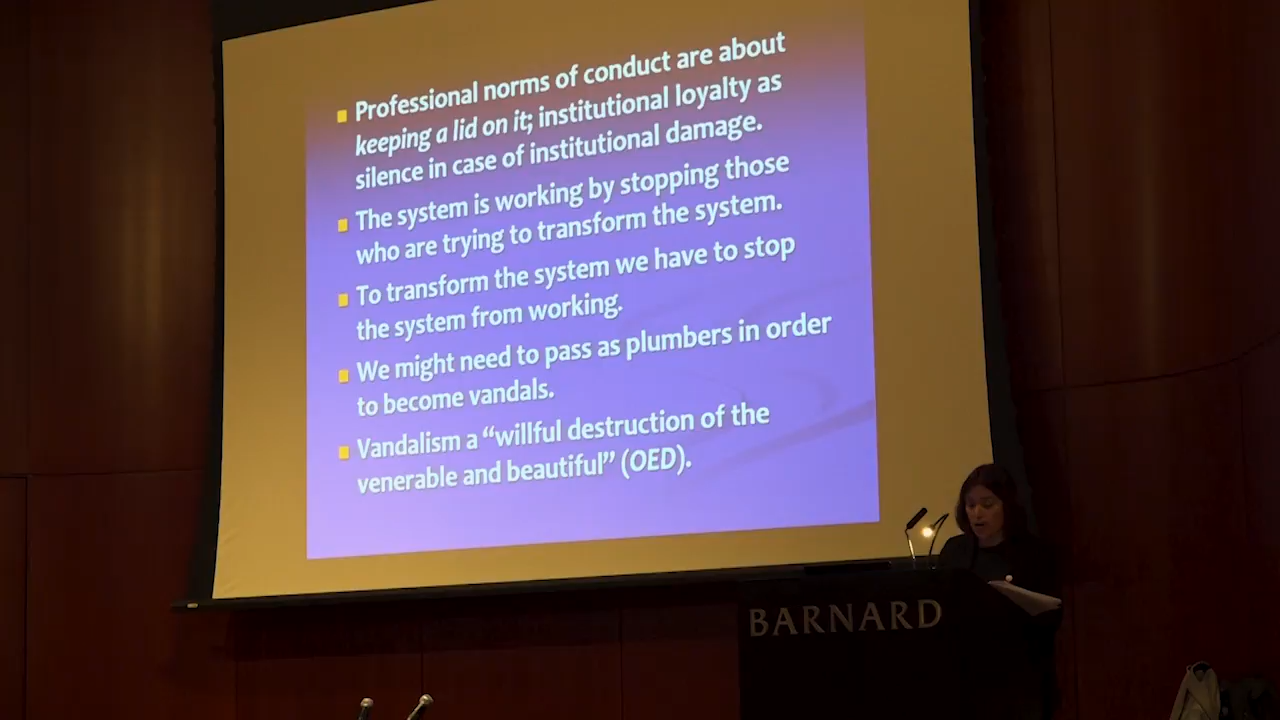 Professional norms of conduct are about
keeping a lid on it; institutional loyalty as
silence in case of institutional damage.
The system is working by stopping those
who are trying to transform the system.
To transform the system we have to stop
the system from working.
We might need to pass as plumbers in order
to become vandals.
Vandalism a “willful destruction of the
venerable and beautiful” (OED).
BARNARD